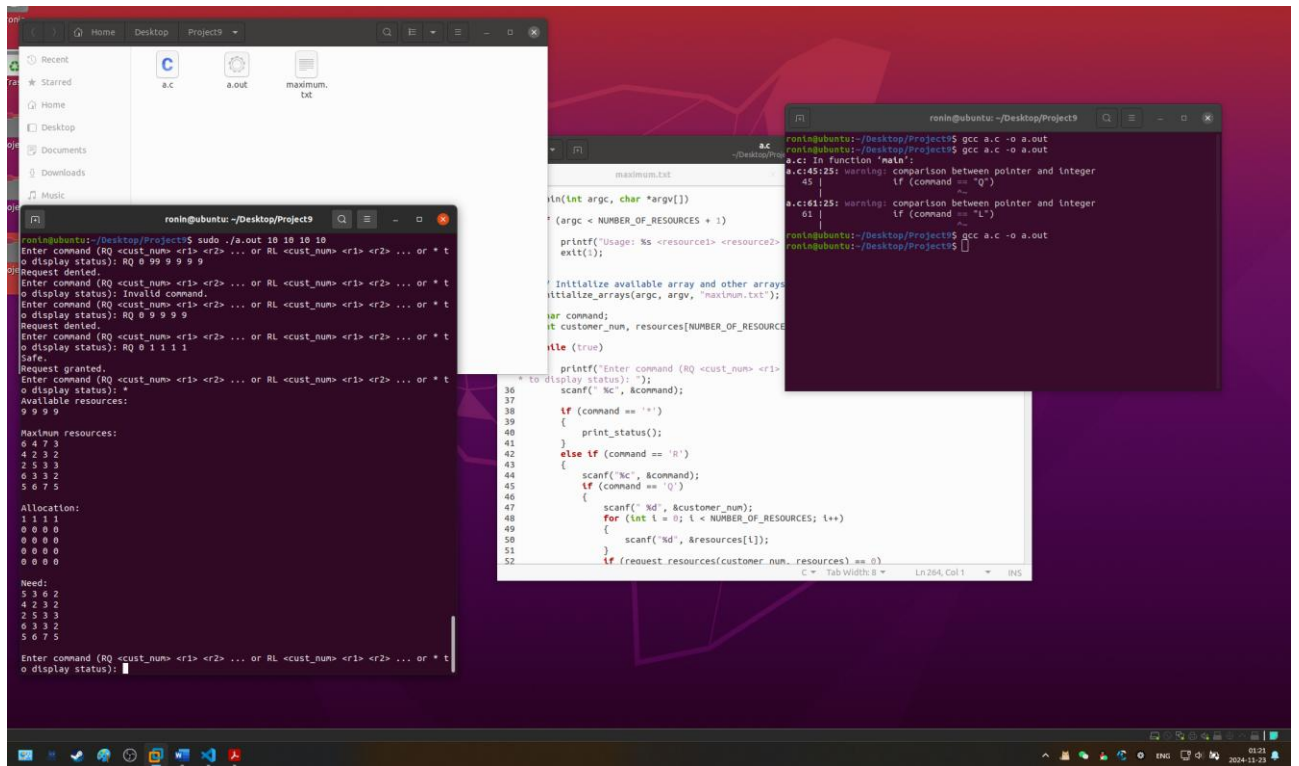 Home Desktop Project9
Recent
Starred
Home
Desktop
Documents
Downloads
Music
a.c
a.out
maximum.
txt
ronin@ubuntu: ~/Desktop/Project9
ronin@ubuntu:~/Desktop/Project9$ sudo ./a.out 10 10 10 10
Enter command (RQ <cust_num> <r1> <r2> ... or RL <cust_num> <r1> <r2> ... or * t
o display status): RQ 0 99 9 9 9 9
Request denied.
Enter command (RQ <cust_num> <r1> <r2> ... or RL <cust_num> <r1> <r2> ... or * t
o display status): Invalid command.
Enter command (RQ <cust_num> <r1> <r2> ... or RL <cust_num> <r1> <r2> ... or * t
o display status): RQ 0 9 9 9 9
Request denied.
Enter command (RQ <cust_num> <r1> <r2> ... or RL <cust_num> <r1> <r2> ... or * t
o display status): RQ 0 1 1 1 1
Safe.
Request granted.
Enter command (RQ <cust_num> <r1> <r2> ... or RL <cust_num> <r1> <r2> ... or * t
o display status): *
Available resources:
9 9 9 9
Maximum resources:
6 4 7 3
4 2 3 2
2 5 3 3
6 3 3 2
5 6 7 5
Allocation:
1 1 1 1
0 0 0 0
0 0 0 0
0 0 0 0
0 0 0 0
Need:
5 3 6 2
4 2 3 2
2 5 3 3
6 3 3 2
5 6 7 5
Enter command (RQ <cust_num> <r1> <r2> ... or RL <cust_num> <r1> <r2> ... or * t
o display status):
a.c
~/Desktop/Proj
maximum.txt
in(int argc, char *argv[])
(argc < NUMBER_OF_RESOURCES + 1)
printf("Usage: %s <resource1> <resource2>
exit(1);
Initialize available array and other arrays
itialize_arrays(argc, argv, "maximum.txt");
ar command;
t customer_num, resources[NUMBER_OF_RESOURCE
ile (true)
printf("Enter command (RQ <cust_num> <r1>
* to display status): ");
36 scanf(" %c", &command);
37
38 if (command == '*')
39 {
40 print_status();
41 }
42 else if (command == 'R')
43 {
44 scanf("%c", &command);
45 if (command == 'Q')
46 {
47 scanf(" %d", &customer_num);
48 for (int i = 0; i < NUMBER_OF_RESOURCES; i++)
49 {
50 scanf("%d", &resources[i]);
51 }
52 if (request_resources(customer_num, resources) == 0)
C Tab Width: 8 Ln 264, Col 1 INS
ronin@ubuntu: ~/Desktop/Project9
ronin@ubuntu:~/Desktop/Project9$ gcc a.c -o a.out
ronin@ubuntu:~/Desktop/Project9$ gcc a.c -o a.out
a.c: In function ‘main’:
a.c:45:25: warning: comparison between pointer and integer
45 | if (command == "Q")
| ^~
a.c:61:25: warning: comparison between pointer and integer
61 | if (command == "L")
| ^~
ronin@ubuntu:~/Desktop/Project9$ gcc a.c -o a.out
ronin@ubuntu:~/Desktop/Project9$
ENG
01:21
2024-11-23